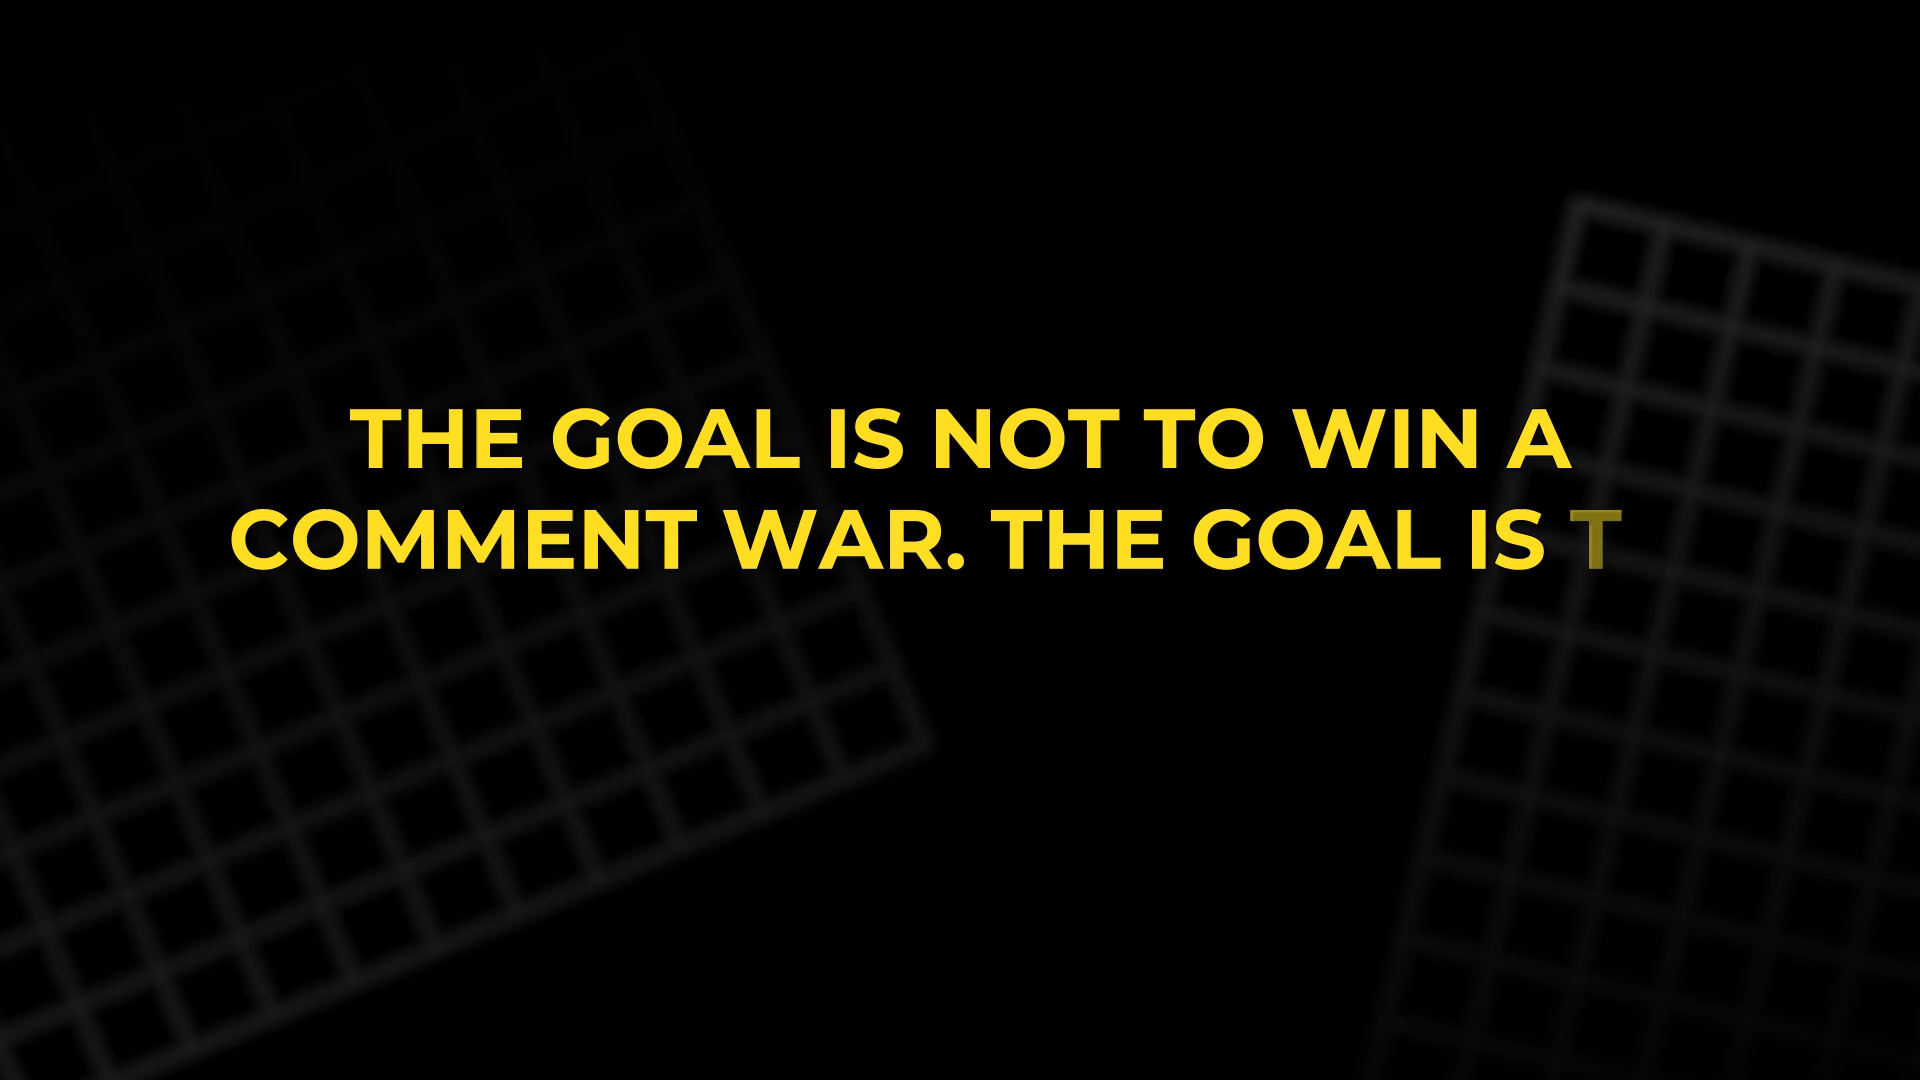 THE GOAL IS NOT TO WIN A
COMMENT WAR. THE GOAL IS T